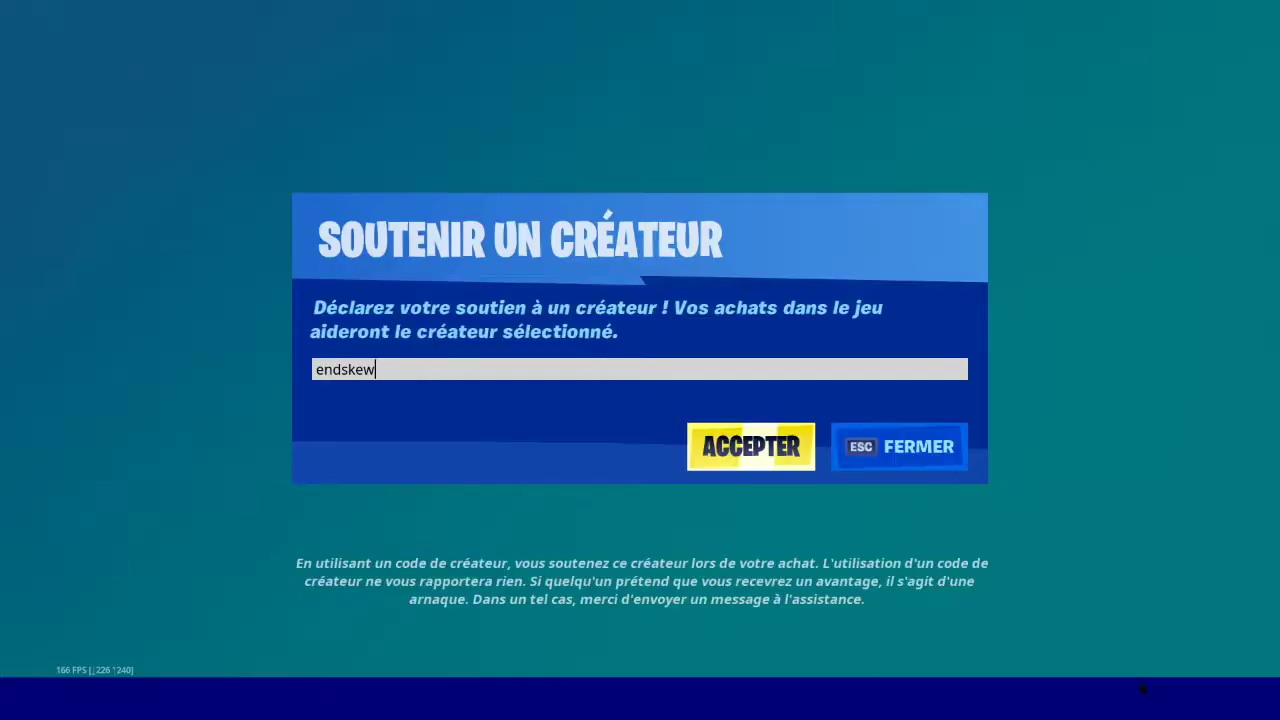 SOUTENIR UN CRÉATEUR
Déclarez votre soutien à un créateur ! Vos achats dans le jeu
aideront le créateur sélectionné.
endskew
ACCEPTER
ESC FERMER
En utilisant un code de créateur, vous soutenez ce créateur lors de votre achat. L'utilisation d'un code de
créateur ne vous rapportera rien. Si quelqu'un prétend que vous recevrez un avantage, il s'agit d'une
arnaque. Dans un tel cas, merci d'envoyer un message à l'assistance.
166 FPS [↓226 ↑240]